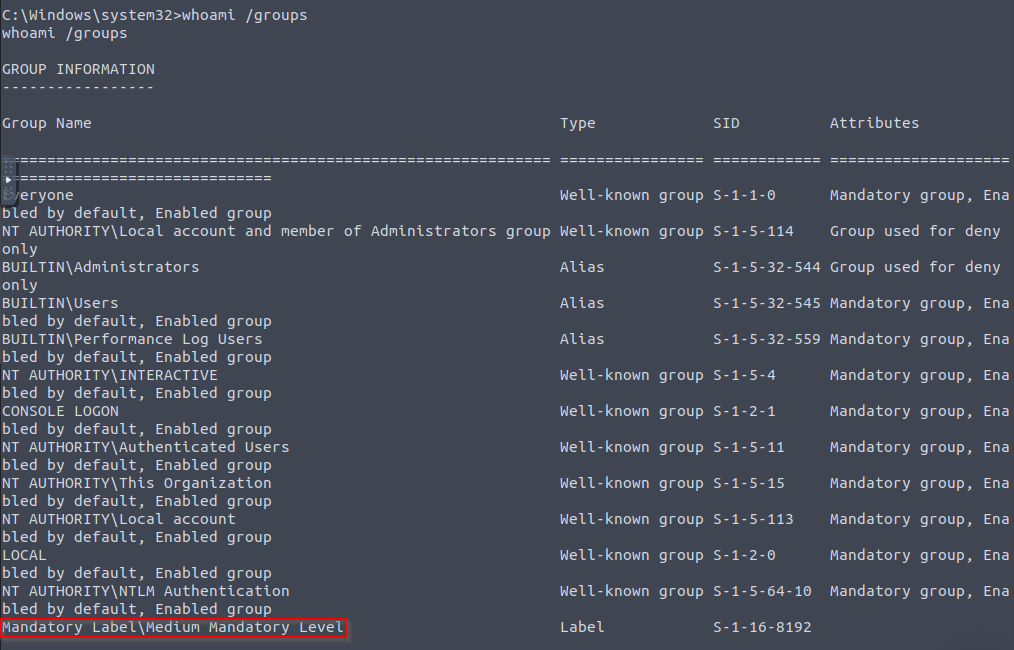 C:\Windows\system32>whoami /groups
whoami /groups
GROUP INFORMATION
-----------------
Group Name                                                    Type             SID          Attributes
============================================================= ================ ============ ====================
==============================
Everyone                                                      Well-known group S-1-1-0      Mandatory group, Ena
bled by default, Enabled group
NT AUTHORITY\Local account and member of Administrators group Well-known group S-1-5-114    Group used for deny
only
BUILTIN\Administrators                                        Alias            S-1-5-32-544 Group used for deny
only
BUILTIN\Users                                                 Alias            S-1-5-32-545 Mandatory group, Ena
bled by default, Enabled group
BUILTIN\Performance Log Users                                 Alias            S-1-5-32-559 Mandatory group, Ena
bled by default, Enabled group
NT AUTHORITY\INTERACTIVE                                      Well-known group S-1-5-4      Mandatory group, Ena
bled by default, Enabled group
CONSOLE LOGON                                                 Well-known group S-1-2-1      Mandatory group, Ena
bled by default, Enabled group
NT AUTHORITY\Authenticated Users                              Well-known group S-1-5-11     Mandatory group, Ena
bled by default, Enabled group
NT AUTHORITY\This Organization                                Well-known group S-1-5-15     Mandatory group, Ena
bled by default, Enabled group
NT AUTHORITY\Local account                                    Well-known group S-1-5-113    Mandatory group, Ena
bled by default, Enabled group
LOCAL                                                         Well-known group S-1-2-0      Mandatory group, Ena
bled by default, Enabled group
NT AUTHORITY\NTLM Authentication                              Well-known group S-1-5-64-10  Mandatory group, Ena
bled by default, Enabled group
Mandatory Label\Medium Mandatory Level                        Label            S-1-16-8192